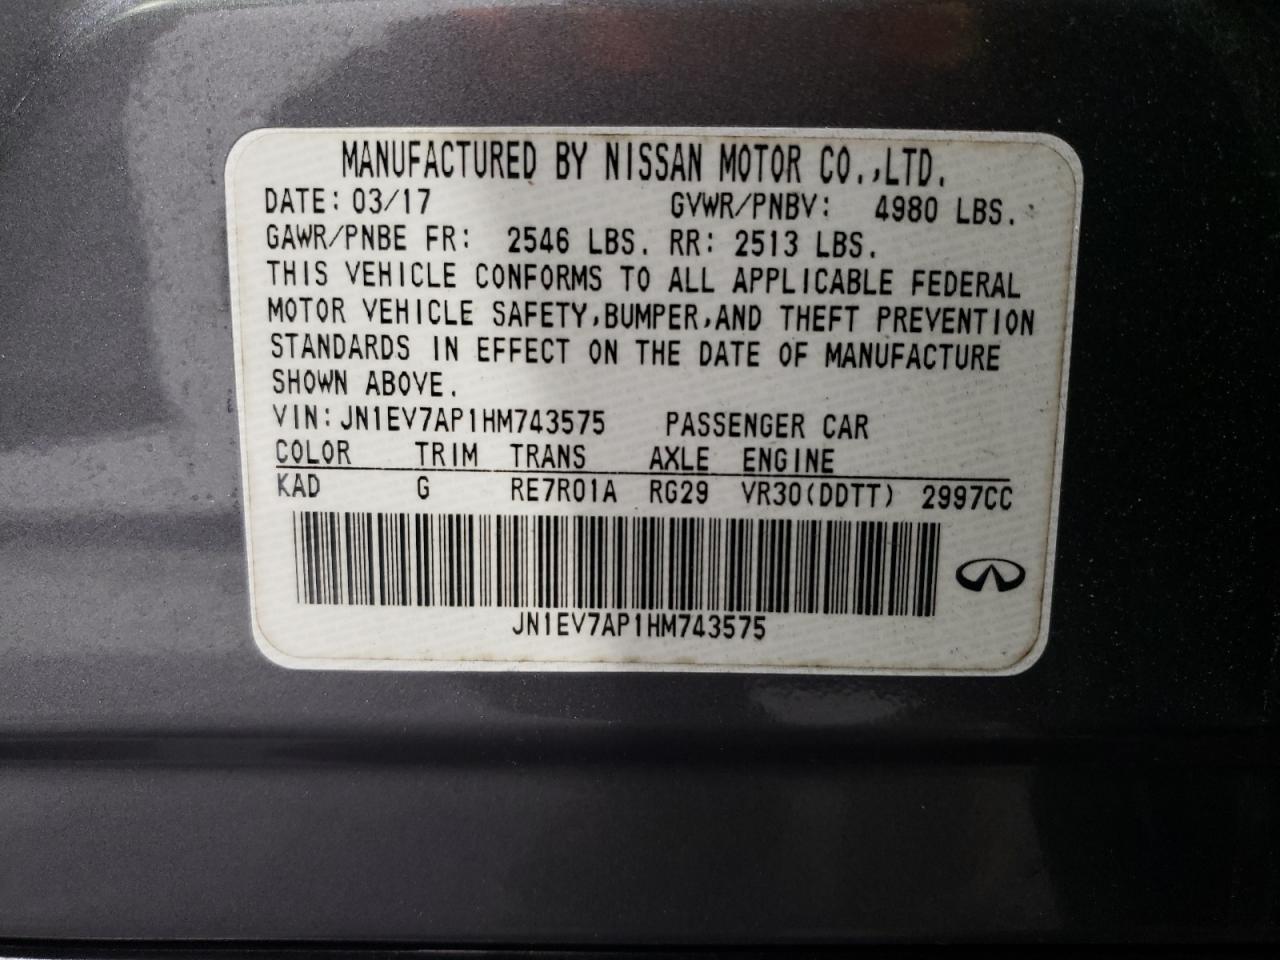 MANUFACTURED BY NISSAN MOTOR CO.,LTD.
DATE: 03/17 GVWR/PNBV: 4980 LBS.
GAWR/PNBE FR: 2546 LBS. RR: 2513 LBS.
THIS VEHICLE CONFORMS TO ALL APPLICABLE FEDERAL
MOTOR VEHICLE SAFETY,BUMPER,AND THEFT PREVENTION
STANDARDS IN EFFECT ON THE DATE OF MANUFACTURE
SHOWN ABOVE.
VIN:JN1EV7AP1HM743575 PASSENGER CAR
COLOR TRIM TRANS AXLE ENGINE
KAD G RE7R01A RG29 VR30(DDTT) 2997CC
JN1EV7AP1HM743575